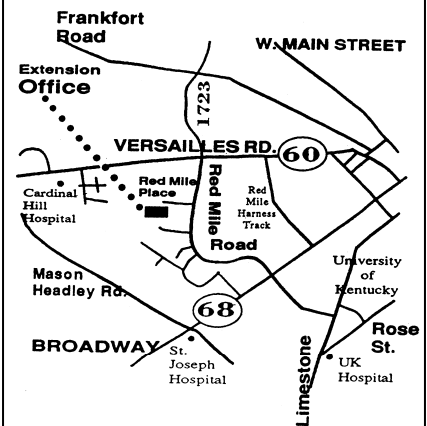 Frankfort
Road
W. MAIN STREET
Extension
Office
1723
VERSAILLES RD.
60
Cardinal
Hill
Hospital
Red Mile
Place
Red Mile
Road
Red
Mile
Harness
Track
University
of
Kentucky
Mason
Headley Rd.
68
BROADWAY
St.
Joseph
Hospital
Limestone
Rose
St.
UK
Hospital